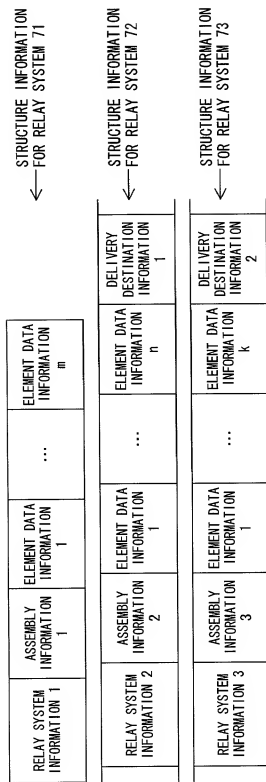 RELAY SYSTEM
INFORMATION 1
ASSEMBLY
INFORMATION
1
ELEMENT DATA
INFORMATION
1
...
ELEMENT DATA
INFORMATION
m
STRUCTURE INFORMATION
FOR RELAY SYSTEM 71
RELAY SYSTEM
INFORMATION 2
ASSEMBLY
INFORMATION
2
ELEMENT DATA
INFORMATION
1
...
ELEMENT DATA
INFORMATION
n
DELIVERY
DESTINATION
INFORMATION
1
STRUCTURE INFORMATION
FOR RELAY SYSTEM 72
RELAY SYSTEM
INFORMATION 3
ASSEMBLY
INFORMATION
3
ELEMENT DATA
INFORMATION
1
...
ELEMENT DATA
INFORMATION
k
DELIVERY
DESTINATION
INFORMATION
2
STRUCTURE INFORMATION
FOR RELAY SYSTEM 73